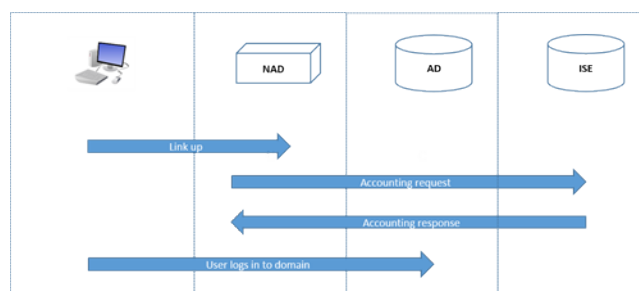 NAD
AD
ISE
Link up
Accounting request
Accounting response
User logs in to domain